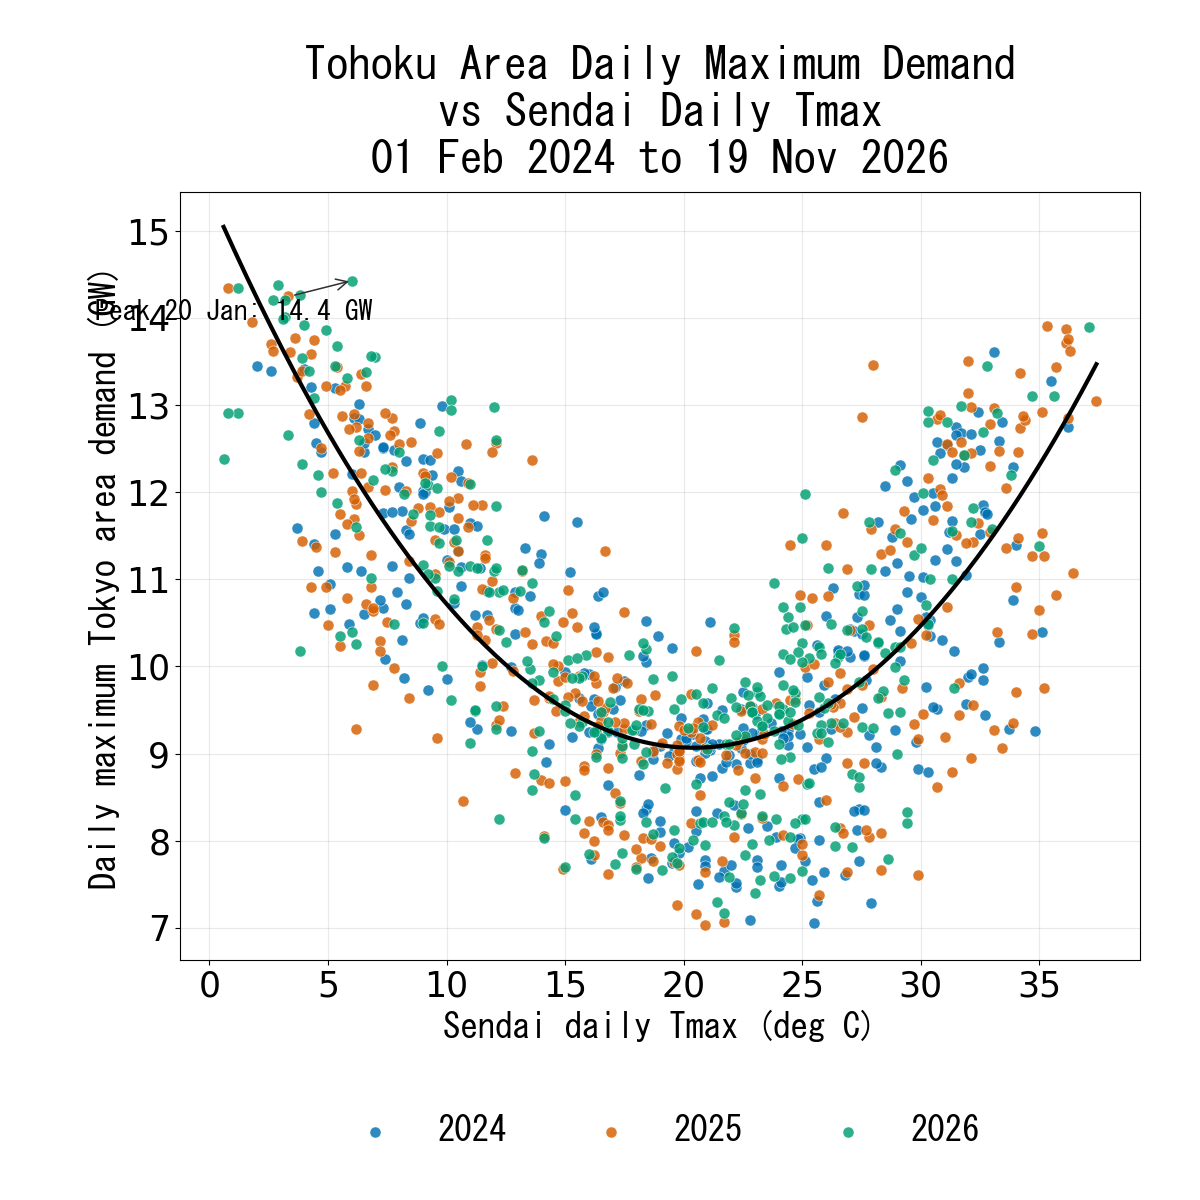 Tohoku Area Daily Maximum Demand
vs Sendai Daily Tmax
01 Feb 2024 to 19 Nov 2026
Daily maximum Tokyo area demand (GW)
15
14
13
12
11
10
9
8
7
Peak 20 Jan: 14.4 GW
0 5 10 15 20 25 30 35
Sendai daily Tmax (deg C)
2024 2025 2026